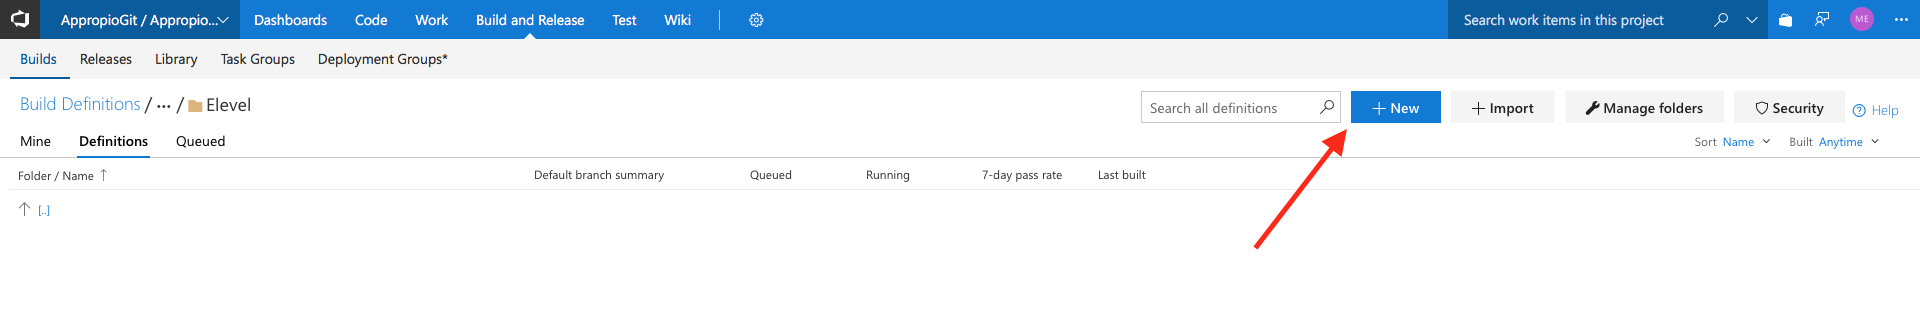 AppropioGit / Appropio... Dashboards Code Work Build and Release Test Wiki Search work items in this project ME ...
Builds Releases Library Task Groups Deployment Groups*
Build Definitions / ... / Elevel Search all definitions + New + Import Manage folders Security Help
Mine Definitions Queued Sort Name Built Anytime
Folder / Name ↑ Default branch summary Queued Running 7-day pass rate Last built
↑ [..]